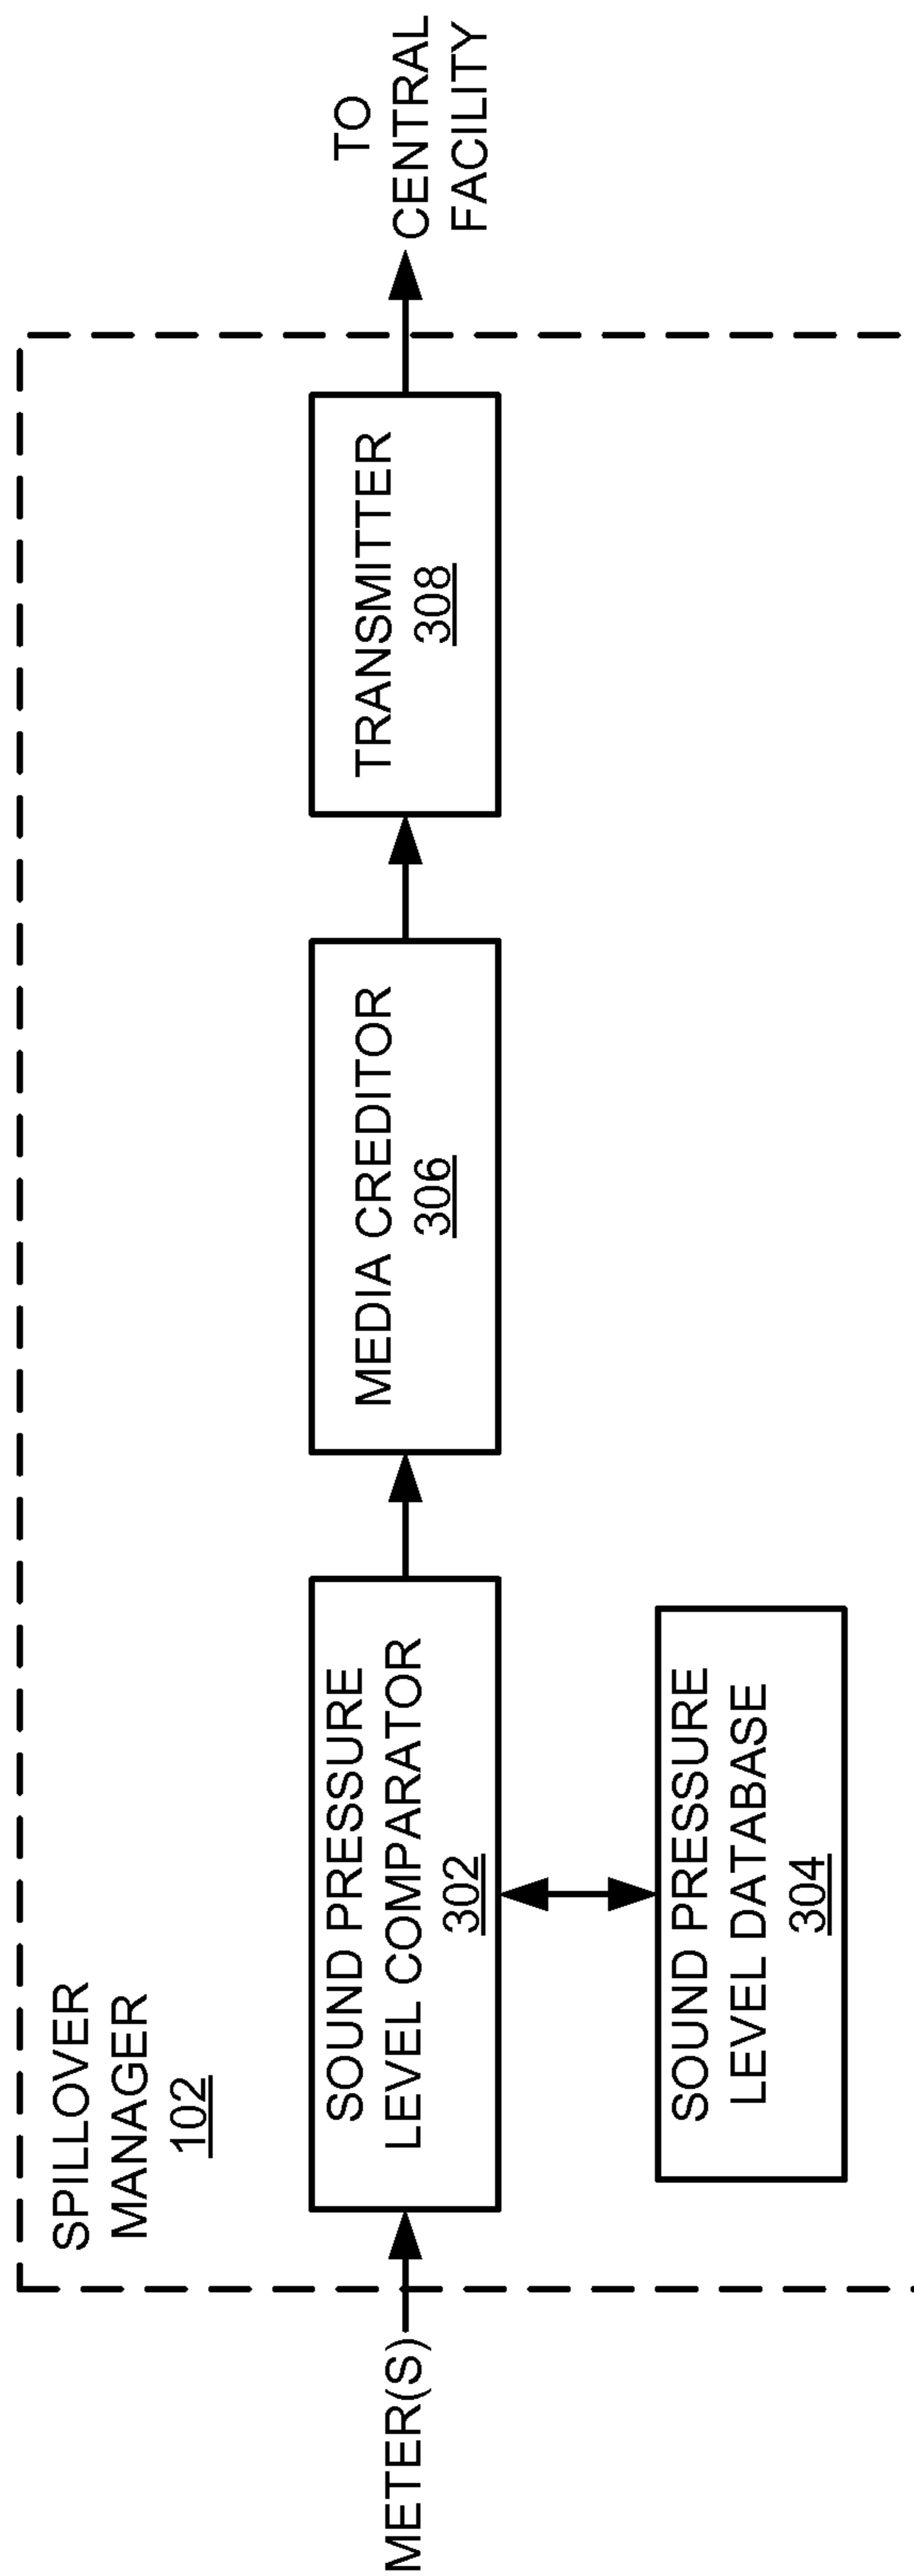 SPILLOVER
MANAGER
102
METER(S)
SOUND PRESSURE
LEVEL COMPARATOR
302
SOUND PRESSURE
LEVEL DATABASE
304
MEDIA CREDITOR
306
TRANSMITTER
308
TO
CENTRAL
FACILITY